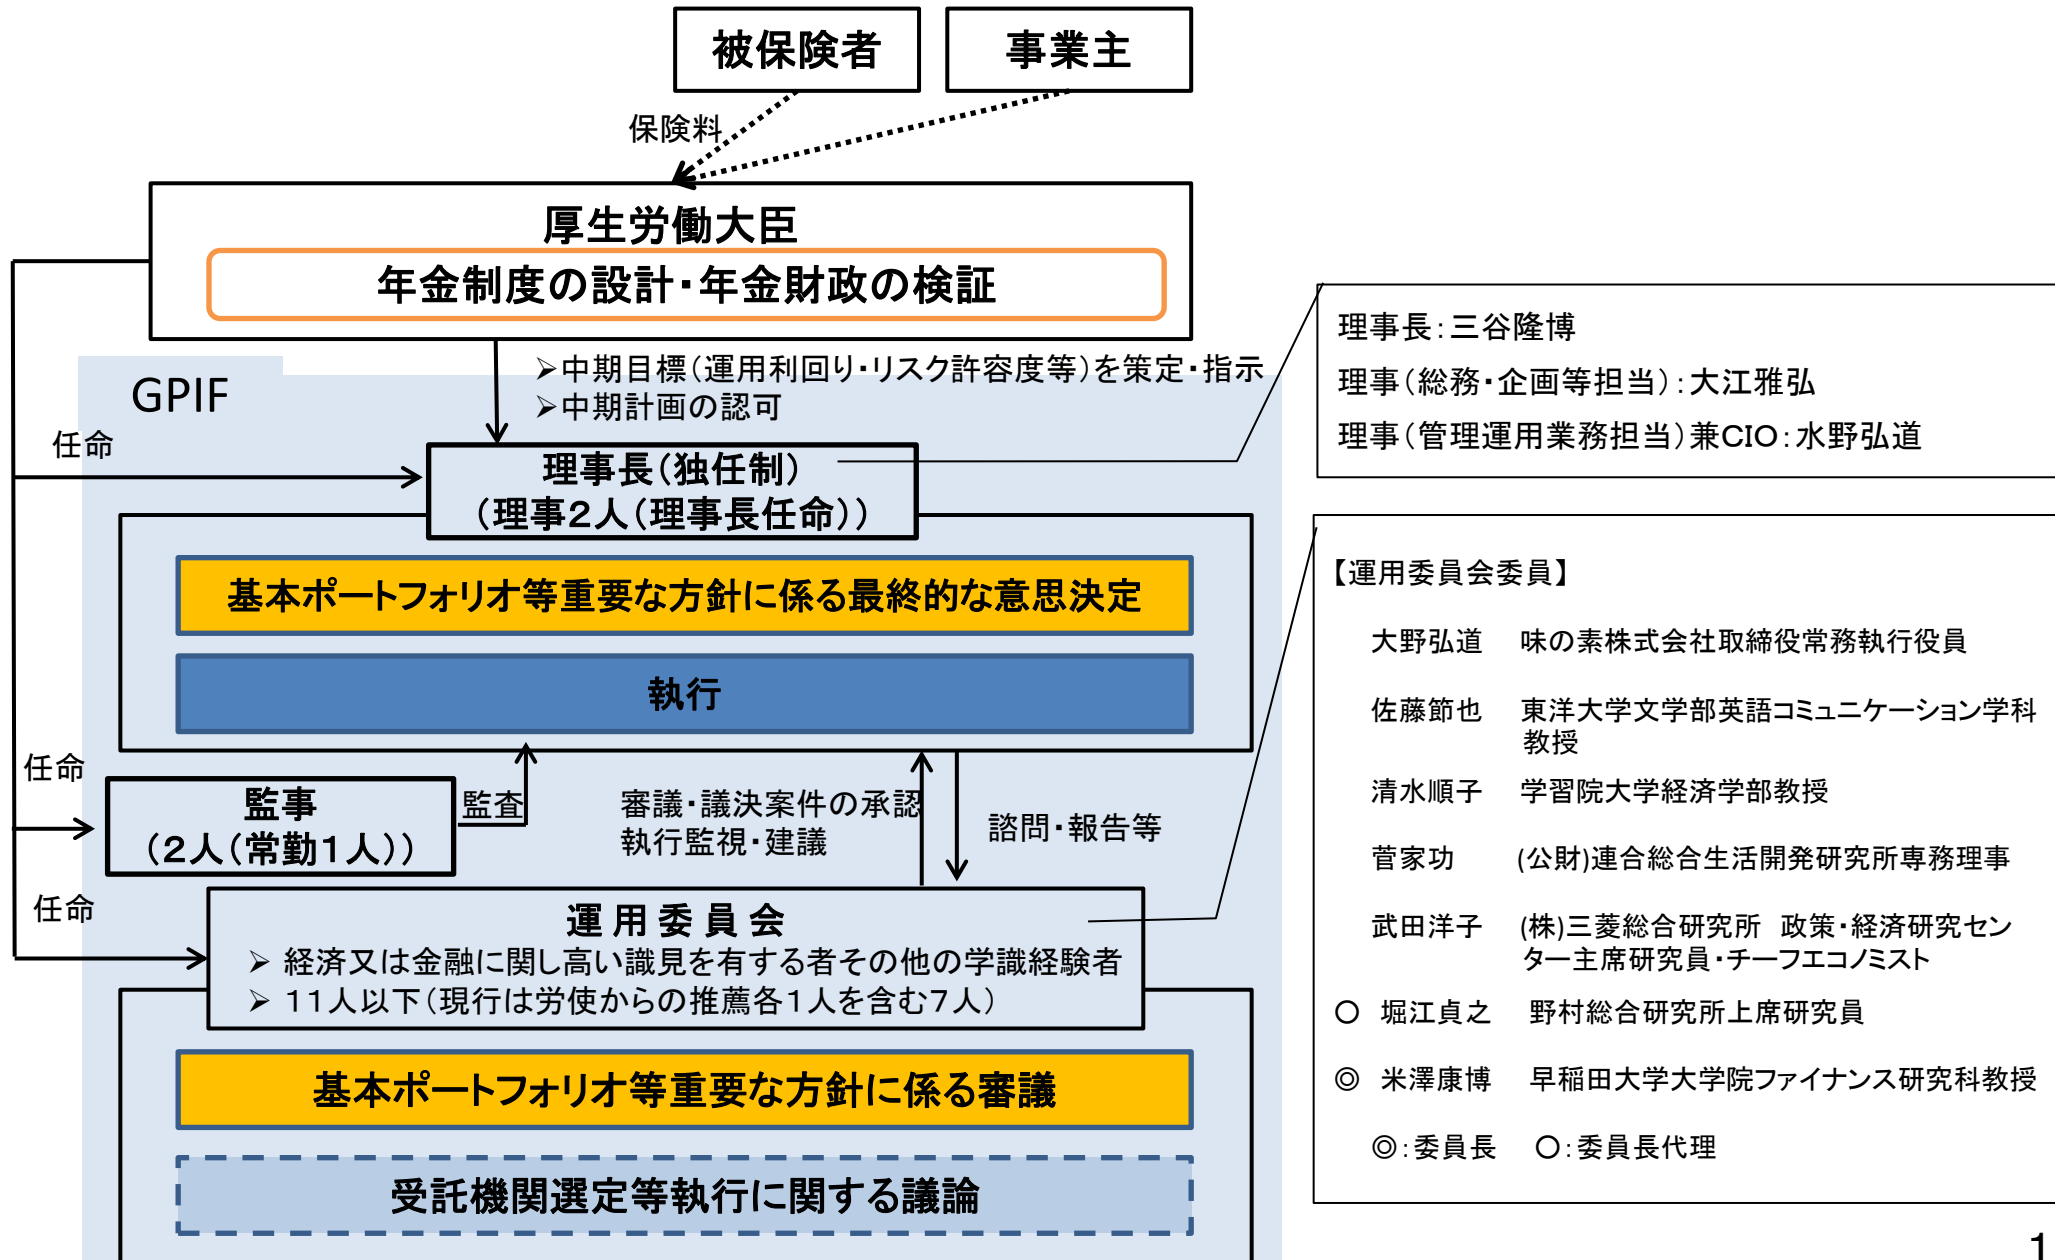 被保険者
事業主
保険料
厚生労働大臣
年金制度の設計・年金財政の検証
➢中期目標（運用利回り・リスク許容度等）を策定・指示
➢中期計画の認可
GPIF
任命
理事長（独任制）
（理事２人（理事長任命））
基本ポートフォリオ等重要な方針に係る最終的な意思決定
執行
任命
監事
（２人（常勤１人））
監査
審議・議決案件の承認
執行監視・建議
諮問・報告等
任命
運 用 委 員 会
➢ 経済又は金融に関し高い識見を有する者その他の学識経験者
➢ １１人以下（現行は労使からの推薦各１人を含む７人）
基本ポートフォリオ等重要な方針に係る審議
受託機関選定等執行に関する議論
理事長：三谷隆博
理事（総務・企画等担当）：大江雅弘
理事（管理運用業務担当）兼CIO：水野弘道
【運用委員会委員】
大野弘道 味の素株式会社取締役常務執行役員
佐藤節也 東洋大学文学部英語コミュニケーション学科
教授
清水順子 学習院大学経済学部教授
菅家功 (公財)連合総合生活開発研究所専務理事
武田洋子 (株)三菱総合研究所 政策・経済研究セン
ター主席研究員・チーフエコノミスト
○ 堀江貞之 野村総合研究所上席研究員
◎ 米澤康博 早稲田大学大学院ファイナンス研究科教授
◎：委員長 ○：委員長代理
1